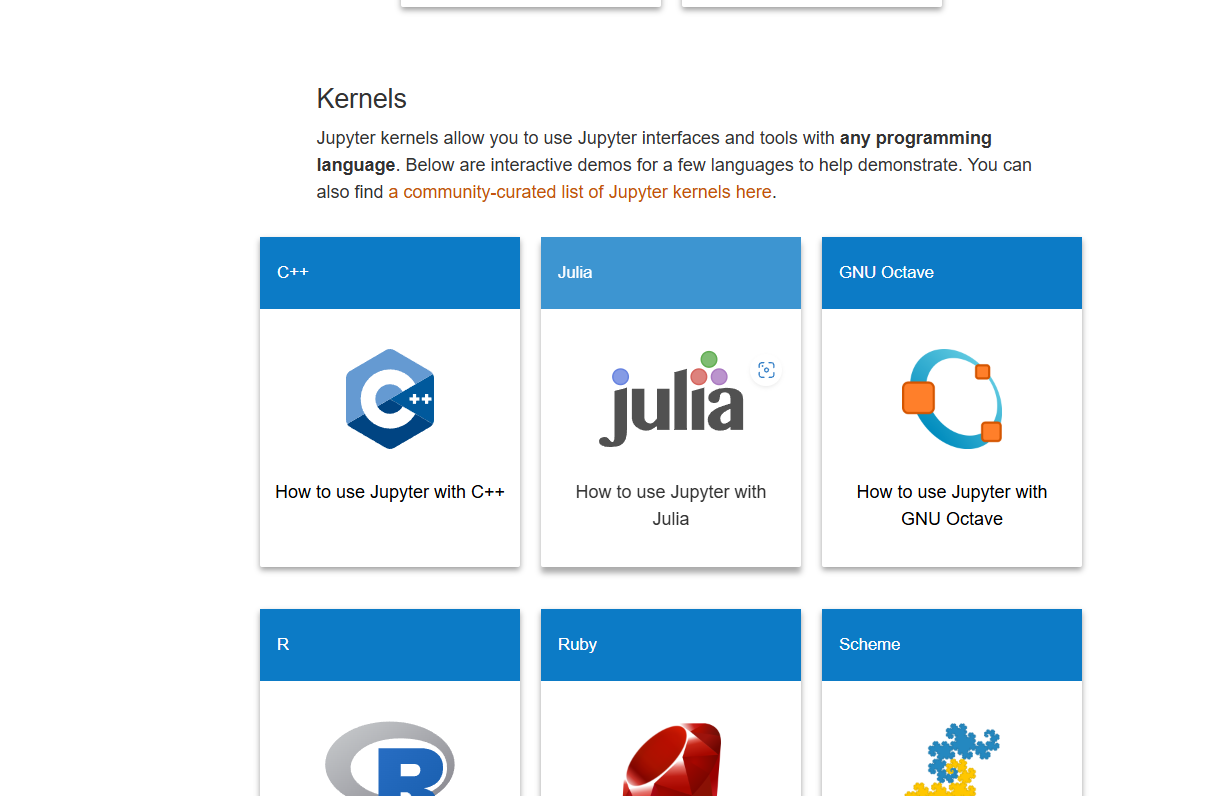 Kernels
Jupyter kernels allow you to use Jupyter interfaces and tools with any programming
language. Below are interactive demos for a few languages to help demonstrate. You can
also find a community-curated list of Jupyter kernels here.
C++
Julia
GNU Octave
C++
julia
How to use Jupyter with C++
How to use Jupyter with
Julia
How to use Jupyter with
GNU Octave
R
Ruby
Scheme
R